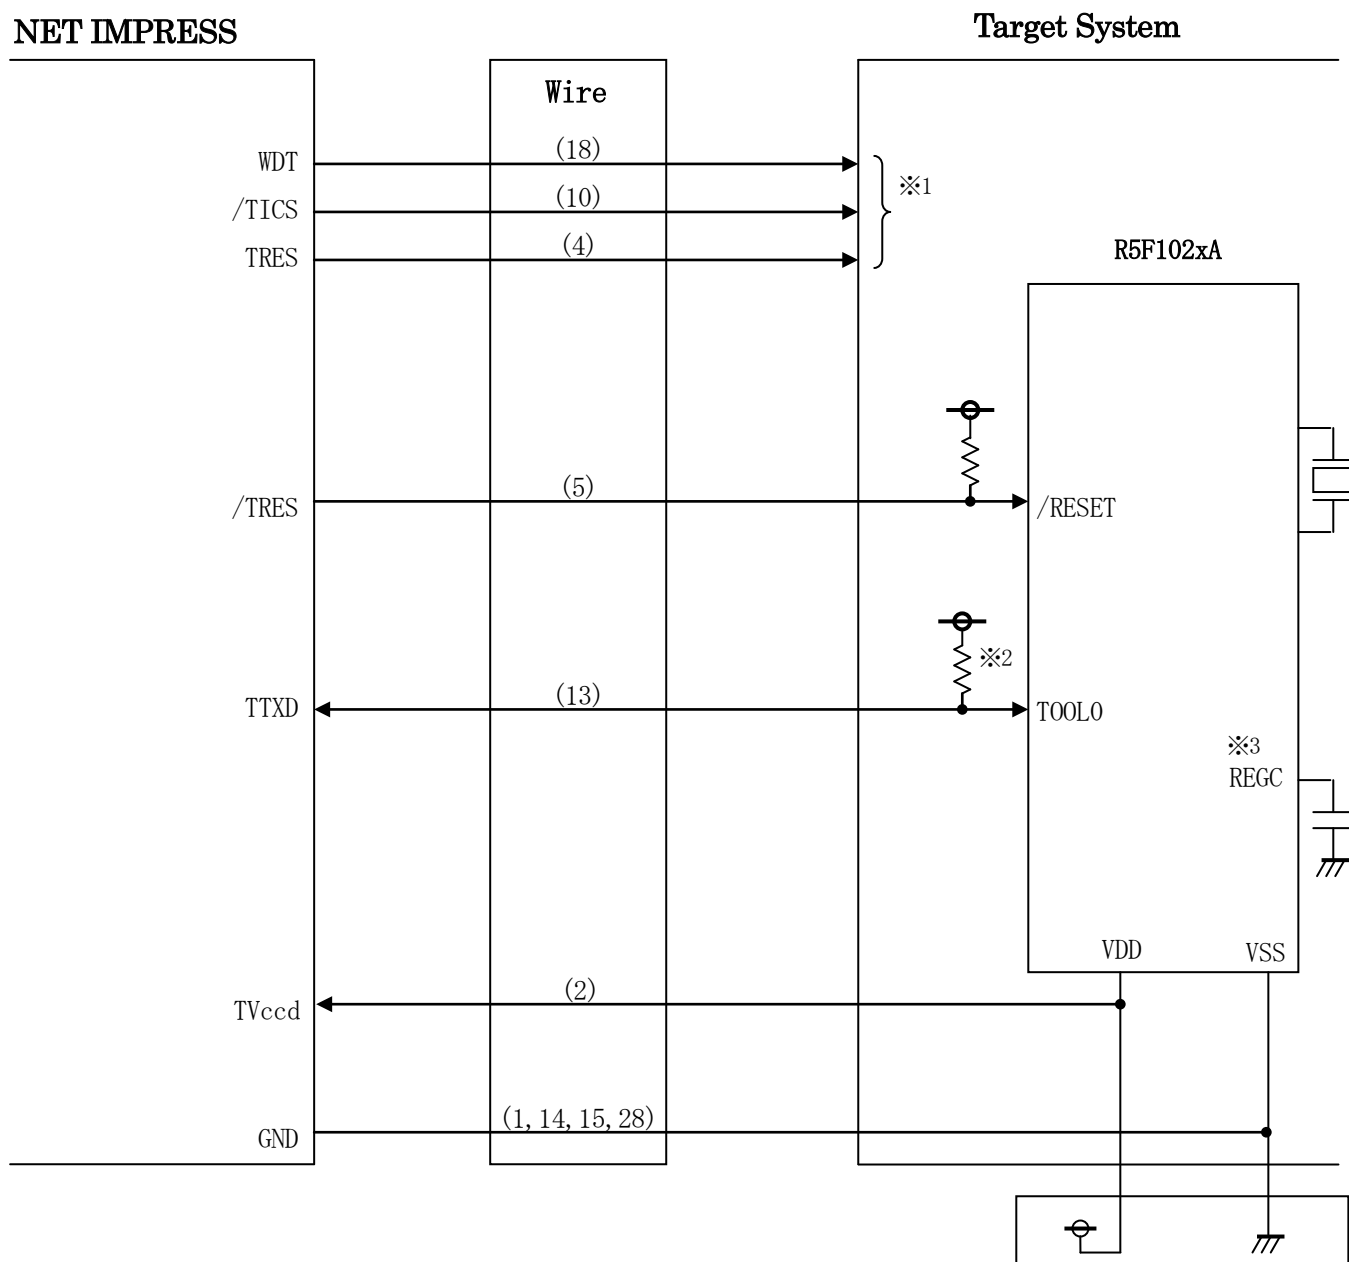 NET IMPRESS
Target System
Wire
WDT
(18)
※1
/TICS
(10)
TRES
(4)
R5F102xA
/TRES
(5)
/RESET
※2
TTXD
(13)
TOOL0
※3
REGC
VDD
VSS
TVccd
(2)
GND
(1,14,15,28)